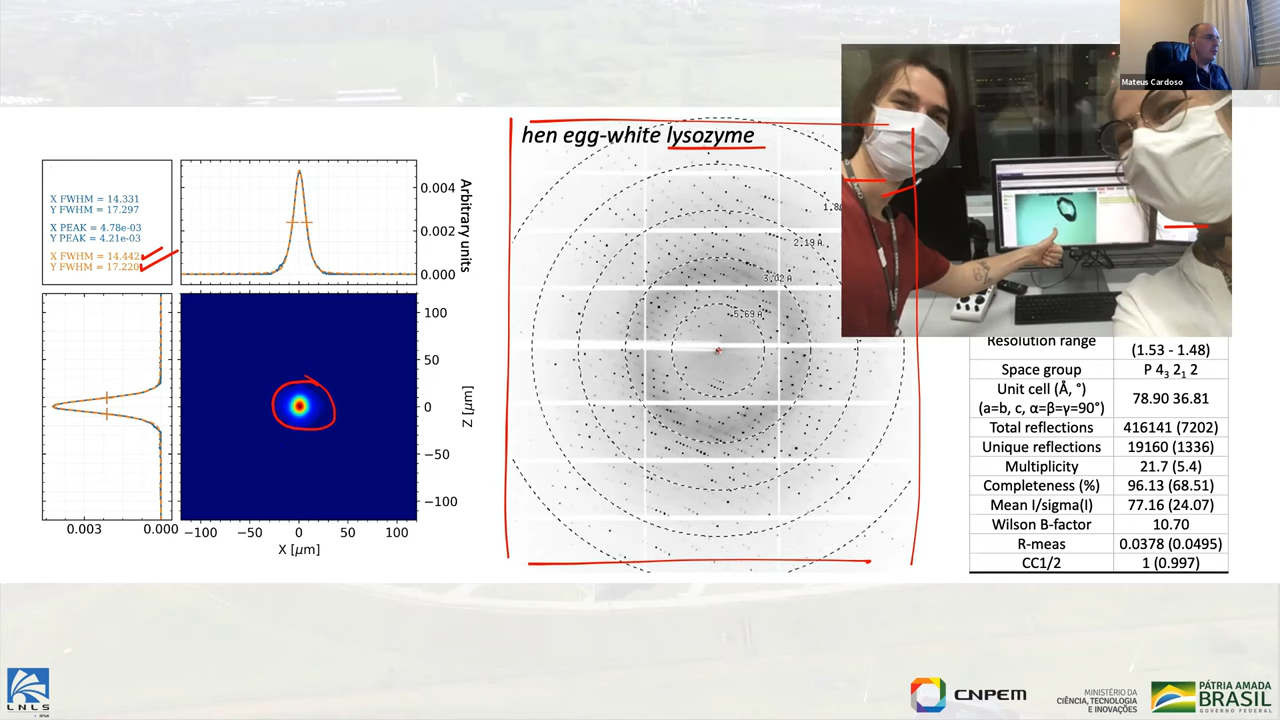 Mateus Cardoso
hen egg-white lysozyme
X FWHM = 14.331
Y FWHM = 17.297
X PEAK = 4.78e-03
Y PEAK = 4.21e-03
X FWHM = 14.442
Y FWHM = 17.220
0.004
0.002
0.000
Arbitrary units
100
50
0
−50
−100
Z [μm]
0.003
0.000
−100
−50
0
50
100
X [μm]
2.19 A
3.02 A
5.69 A
Resolution range
(1.53 - 1.48)
Space group P 4₃ 2₁ 2
Unit cell (Å, °)
(a=b, c, α=β=γ=90°)
78.90 36.81
Total reflections 416141 (7202)
Unique reflections 19160 (1336)
Multiplicity 21.7 (5.4)
Completeness (%) 96.13 (68.51)
Mean I/sigma(I) 77.16 (24.07)
Wilson B-factor 10.70
R-meas 0.0378 (0.0495)
CC1/2 1 (0.997)
LNLS
CNPEM
MINISTÉRIO DA
CIÊNCIA, TECNOLOGIA
E INOVAÇÕES
PÁTRIA AMADA
BRASIL
GOVERNO FEDERAL